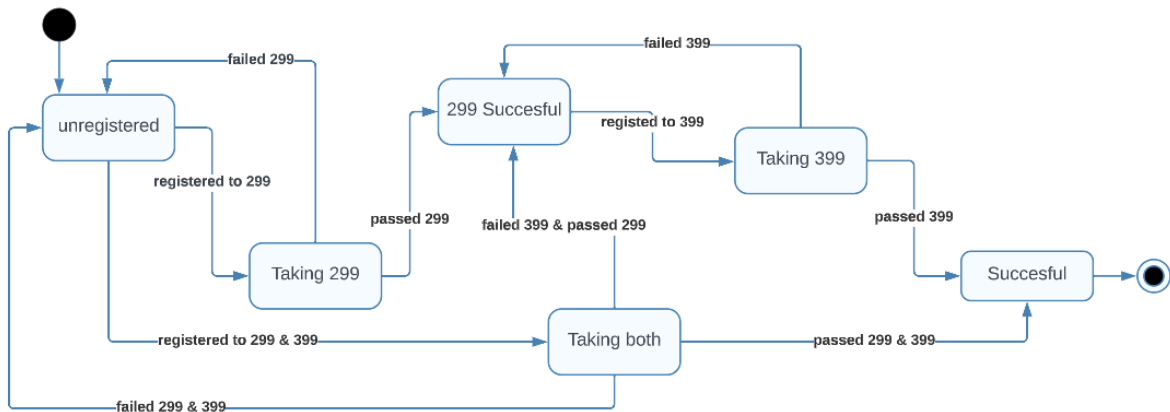 failed 299
failed 399
unregistered
299 Succesful
registed to 399
Taking 399
registered to 299
passed 299
failed 399 & passed 299
passed 399
Taking 299
Succesful
registered to 299 & 399
Taking both
passed 299 & 399
failed 299 & 399